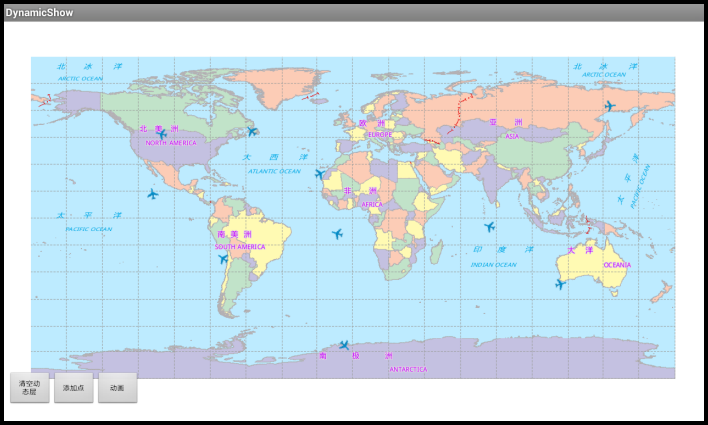 DynamicShow
北 冰 洋
ARCTIC OCEAN
北 冰 洋
ARCTIC OCEAN
北 美 洲
NORTH AMERICA
欧 洲
EUROPE
亚 洲
ASIA
大 西 洋
ATLANTIC OCEAN
太 平 洋
PACIFIC OCEAN
非 洲
AFRICA
太 平 洋
PACIFIC OCEAN
南 美 洲
SOUTH AMERICA
印 度 洋
INDIAN OCEAN
大 洋
OCEANIA
南 极 洲
ANTARCTICA
清空动
态层
添加点
动画